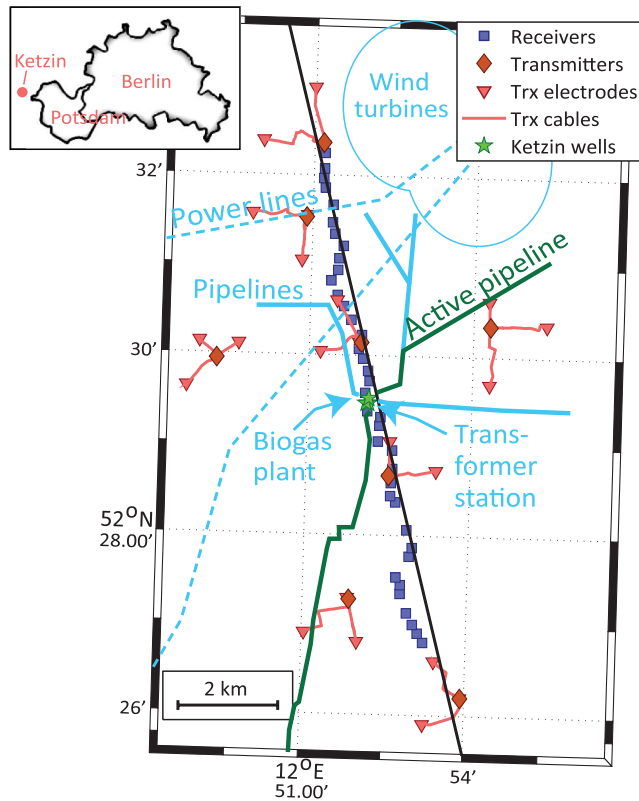 Ketzin
Berlin
Potsdam
Wind
turbines
Receivers
Transmitters
Trx electrodes
Trx cables
Ketzin wells
32'
Power lines
Pipelines
Active pipeline
30'
Biogas
plant
Trans-
former
station
52°N
28.00'
2 km
26'
12°E
51.00'
54'